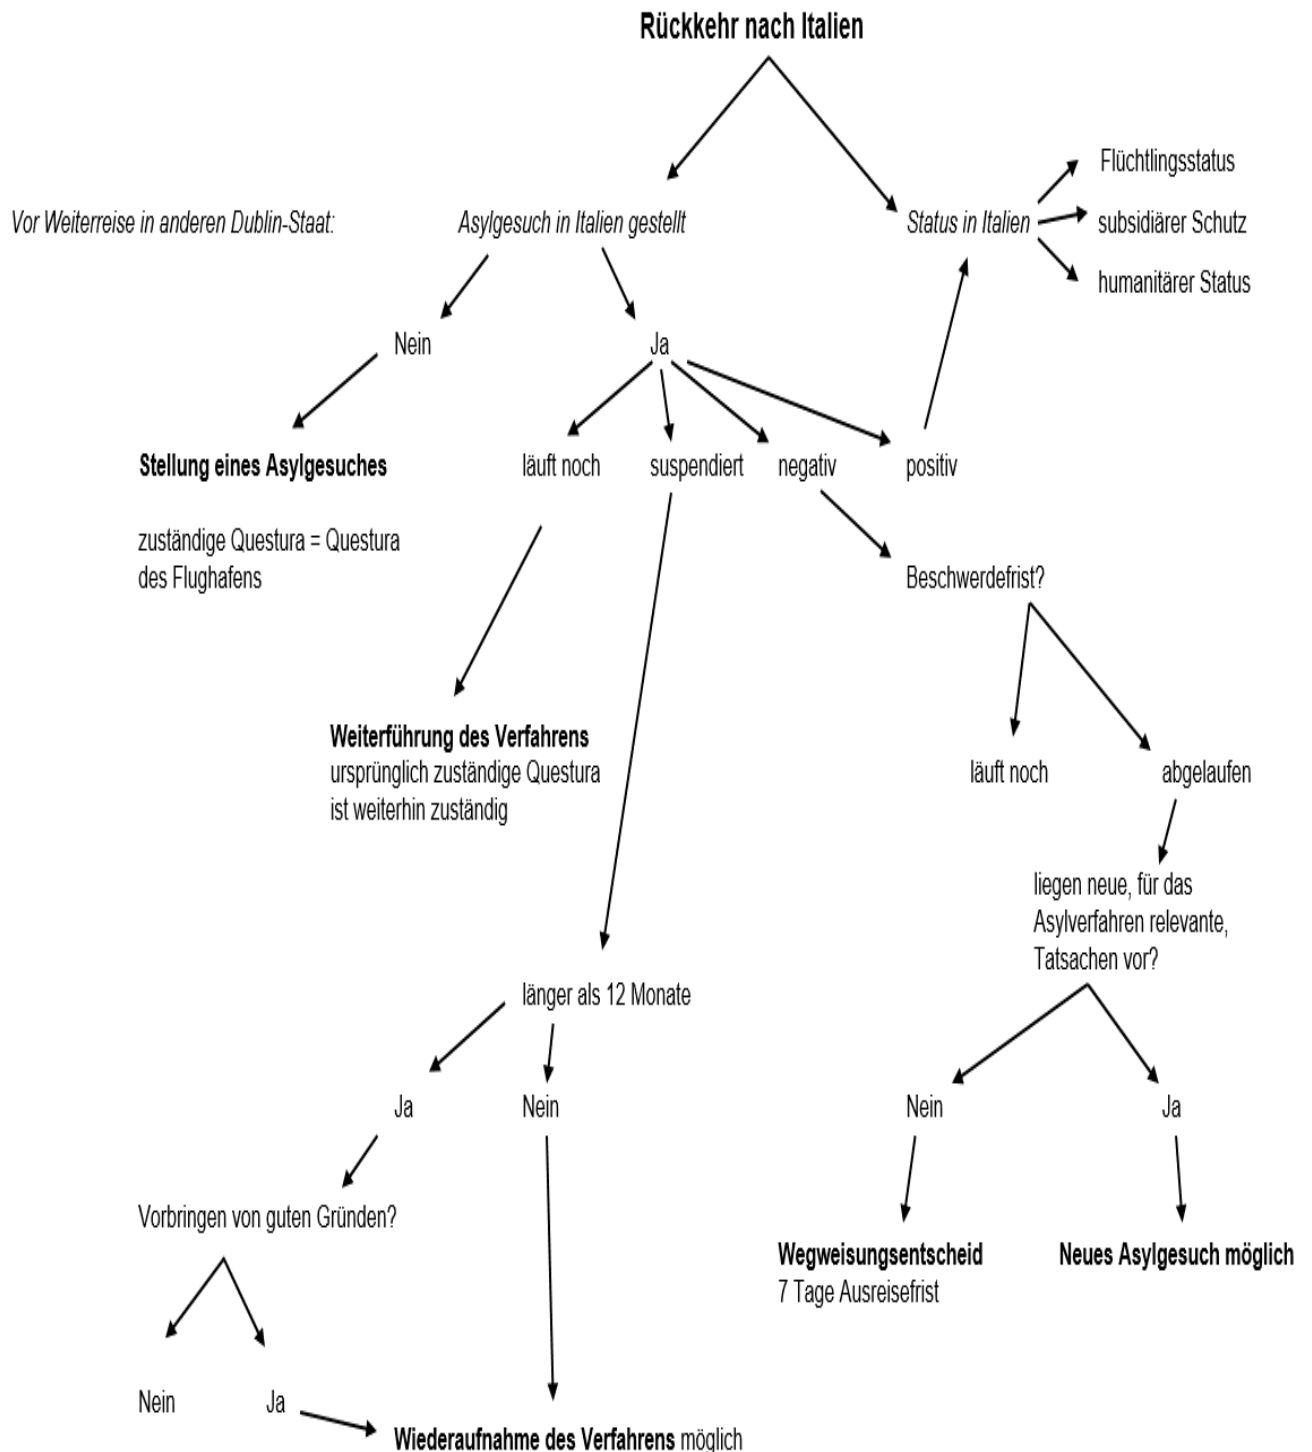 Rückkehr nach Italien
Flüchtlingsstatus
Vor Weiterreise in anderen Dublin-Staat:
Asylgesuch in Italien gestellt
Status in Italien
subsidiärer Schutz
humanitärer Status
Nein
Ja
Stellung eines Asylgesuches
läuft noch
suspendiert
negativ
positiv
zuständige Questura = Questura
des Flughafens
Beschwerdefrist?
Weiterführung des Verfahrens
ursprünglich zuständige Questura
ist weiterhin zuständig
läuft noch
abgelaufen
liegen neue, für das
Asylverfahren relevante,
Tatsachen vor?
länger als 12 Monate
Ja
Nein
Nein
Ja
Vorbringen von guten Gründen?
Wegweisungsentscheid
7 Tage Ausreisefrist
Neues Asylgesuch möglich
Nein
Ja
Wiederaufnahme des Verfahrens möglich